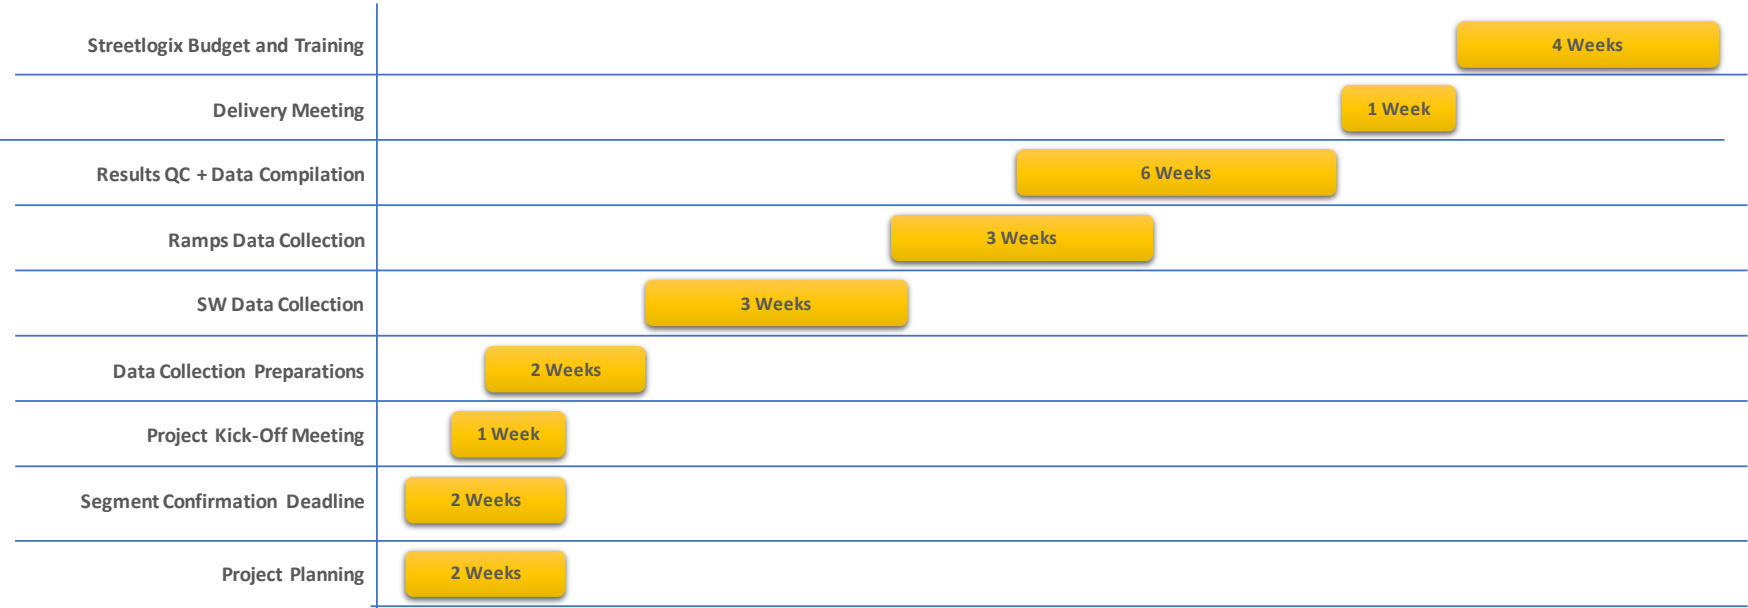 Streetlogix Budget and Training
4 Weeks
Delivery Meeting
1 Week
Results QC + Data Compilation
6 Weeks
Ramps Data Collection
3 Weeks
SW Data Collection
3 Weeks
Data Collection Preparations
2 Weeks
Project Kick-Off Meeting
1 Week
Segment Confirmation Deadline
2 Weeks
Project Planning
2 Weeks